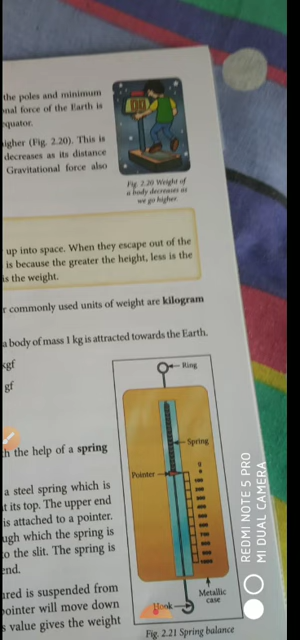 the poles and minimum
nal force of the Earth is
equator.
igher (Fig. 2.20). This is
decreases as its distance
Gravitational force also
Fig. 2.20 Weight of
a body decreases as
we go higher
up into space. When they escape out of the
is because the greater the height, less is the
is the weight.
r commonly used units of weight are kilogram
a body of mass 1 kg is attracted towards the Earth.
kgf
gf
h the help of a spring
a steel spring which is
t its top. The upper end
is attached to a pointer.
ugh which the spring is
to the slit. The spring is
end.
ured is suspended from
pointer will move down
s value gives the weight
Ring
Spring
Pointer
Metallic
case
Hook
Fig. 2.21 Spring balance
REDMI NOTE 5 PRO
MI DUAL CAMERA